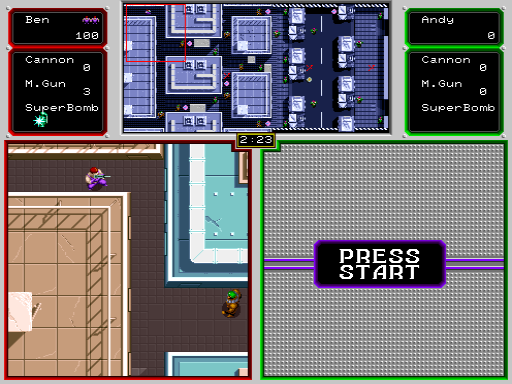 Ben
100
Cannon
0
M.Gun
3
SuperBomb
Andy
0
Cannon
0
M.Gun
0
SuperBomb
2:23
PRESS
START